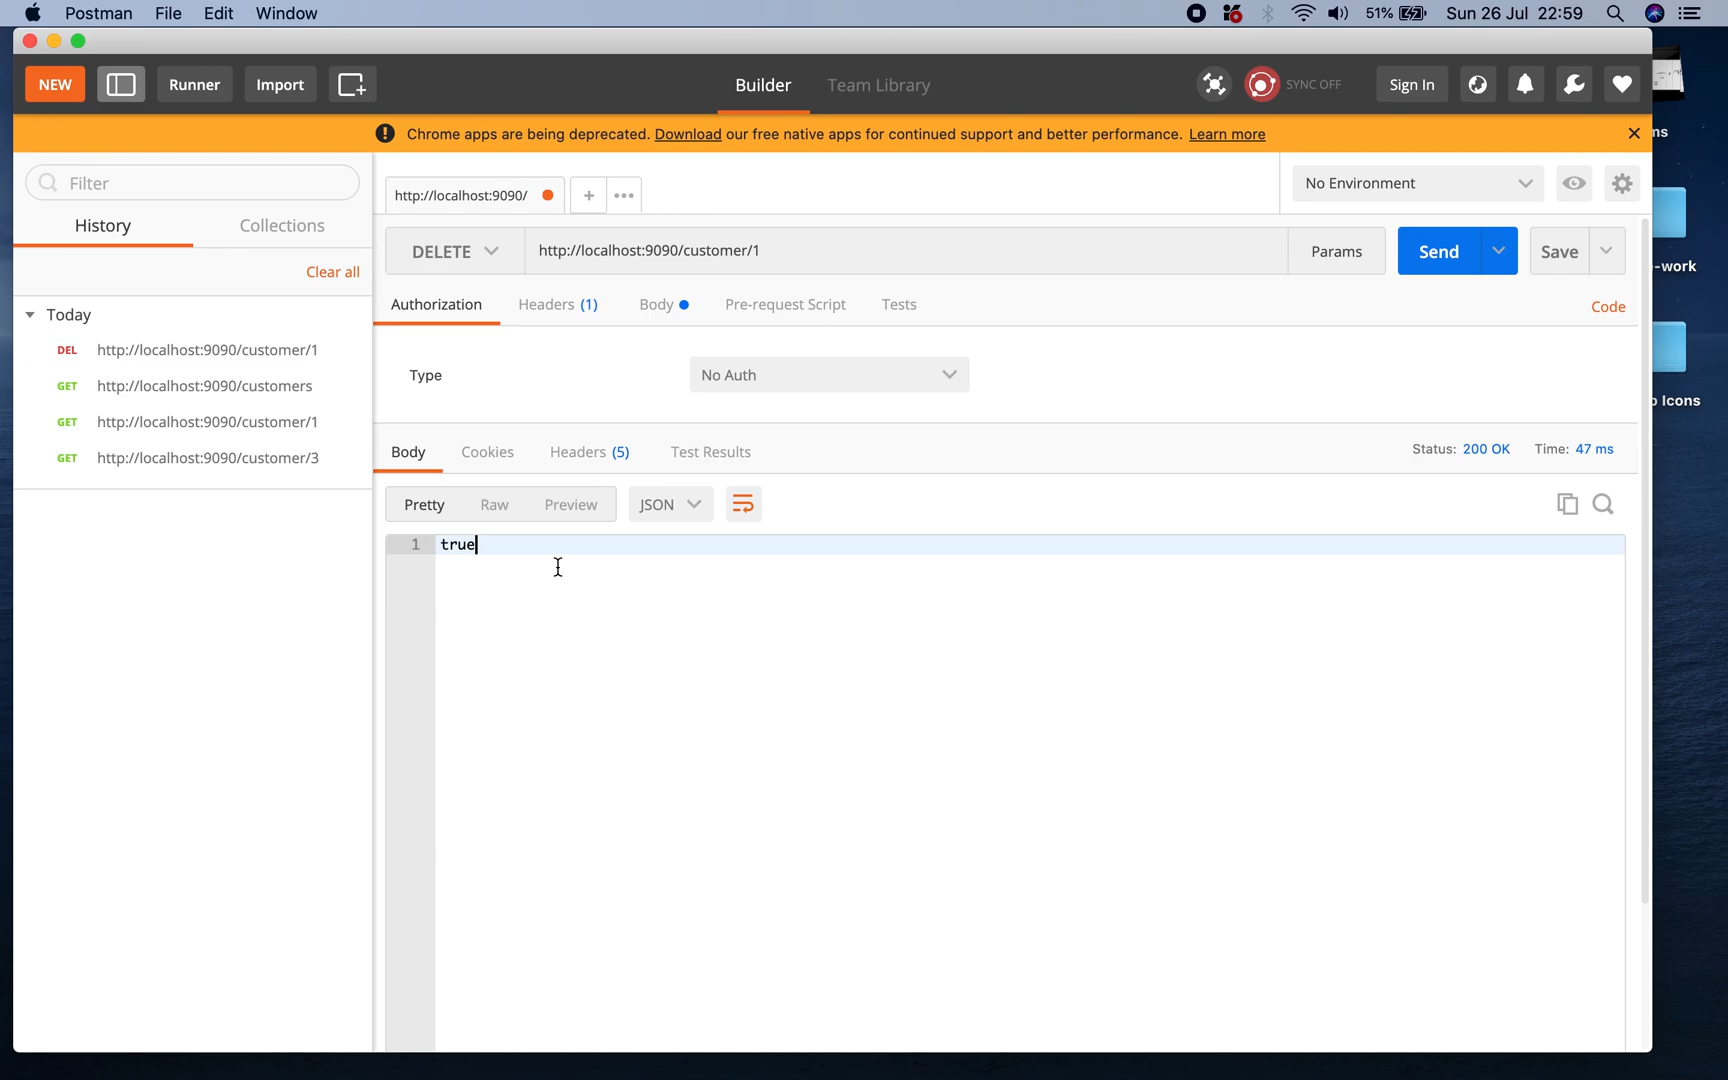 Postman File Edit Window 51% Sun 26 Jul 22:59
NEW Runner Import Builder Team Library SYNC OFF Sign In
Chrome apps are being deprecated. Download our free native apps for continued support and better performance. Learn more
ms
Filter
http://localhost:9090/ + No Environment
History Collections
DELETE http://localhost:9090/customer/1 Params Send Save
-work
Clear all
Authorization Headers (1) Body Pre-request Script Tests Code
Today
DEL http://localhost:9090/customer/1
Type No Auth
GET http://localhost:9090/customers
Icons
GET http://localhost:9090/customer/1
GET http://localhost:9090/customer/3
Body Cookies Headers (5) Test Results Status: 200 OK Time: 47 ms
Pretty Raw Preview JSON
1 true